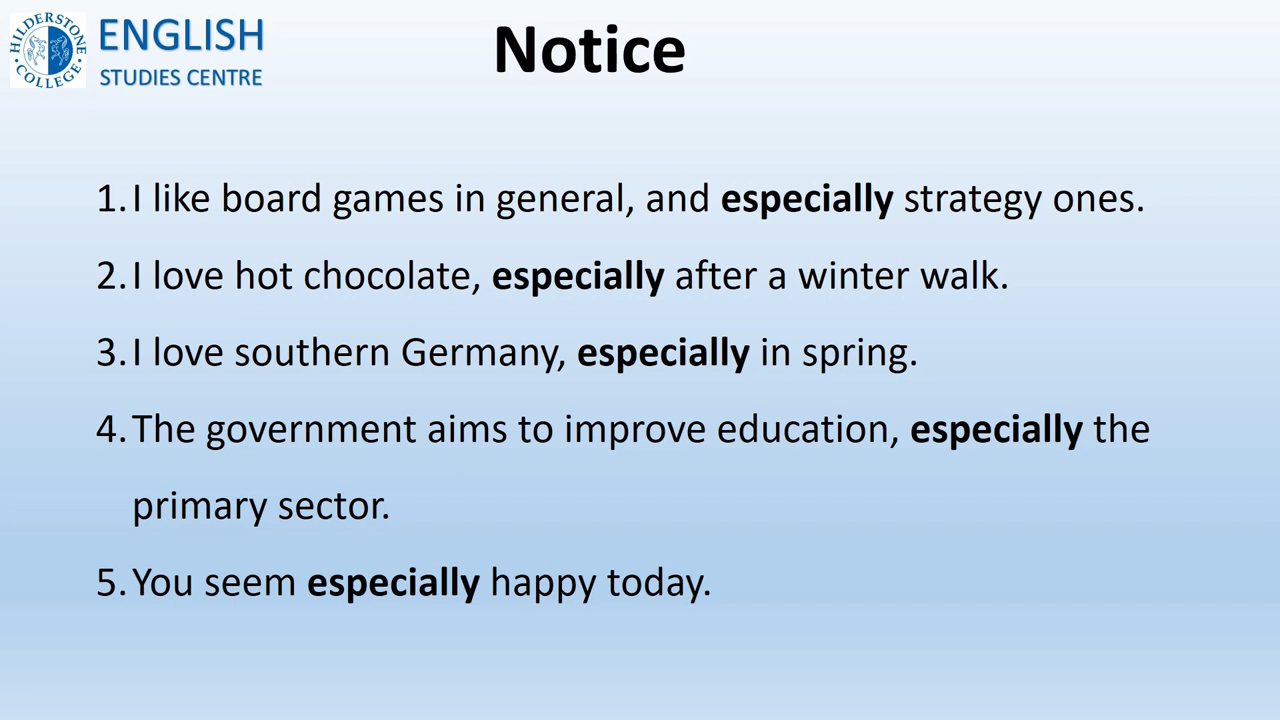 HILDERSTONE COLLEGE
ENGLISH
STUDIES CENTRE
Notice
1. I like board games in general, and especially strategy ones.
2. I love hot chocolate, especially after a winter walk.
3. I love southern Germany, especially in spring.
4. The government aims to improve education, especially the
primary sector.
5. You seem especially happy today.